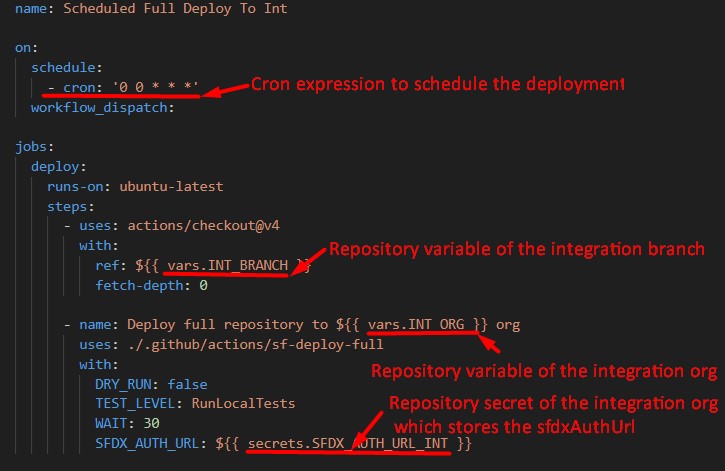 name: Scheduled Full Deploy To Int
on:
schedule:
- cron: '0 0 * * *'
Cron expression to schedule the deployment
workflow_dispatch:
jobs:
deploy:
runs-on: ubuntu-latest
steps:
- uses: actions/checkout@v4
with:
Repository variable of the integration branch
ref: ${{ vars.INT_BRANCH }}
fetch-depth: 0
- name: Deploy full repository to ${{ vars.INT_ORG }} org
uses: ./.github/actions/sf-deploy-full
with:
Repository variable of the integration org
DRY_RUN: false
TEST_LEVEL: RunLocalTests
Repository secret of the integration org
WAIT: 30
which stores the sfdxAuthUrl
SFDX_AUTH_URL: ${{ secrets.SFDX_AUTH_URL_INT }}